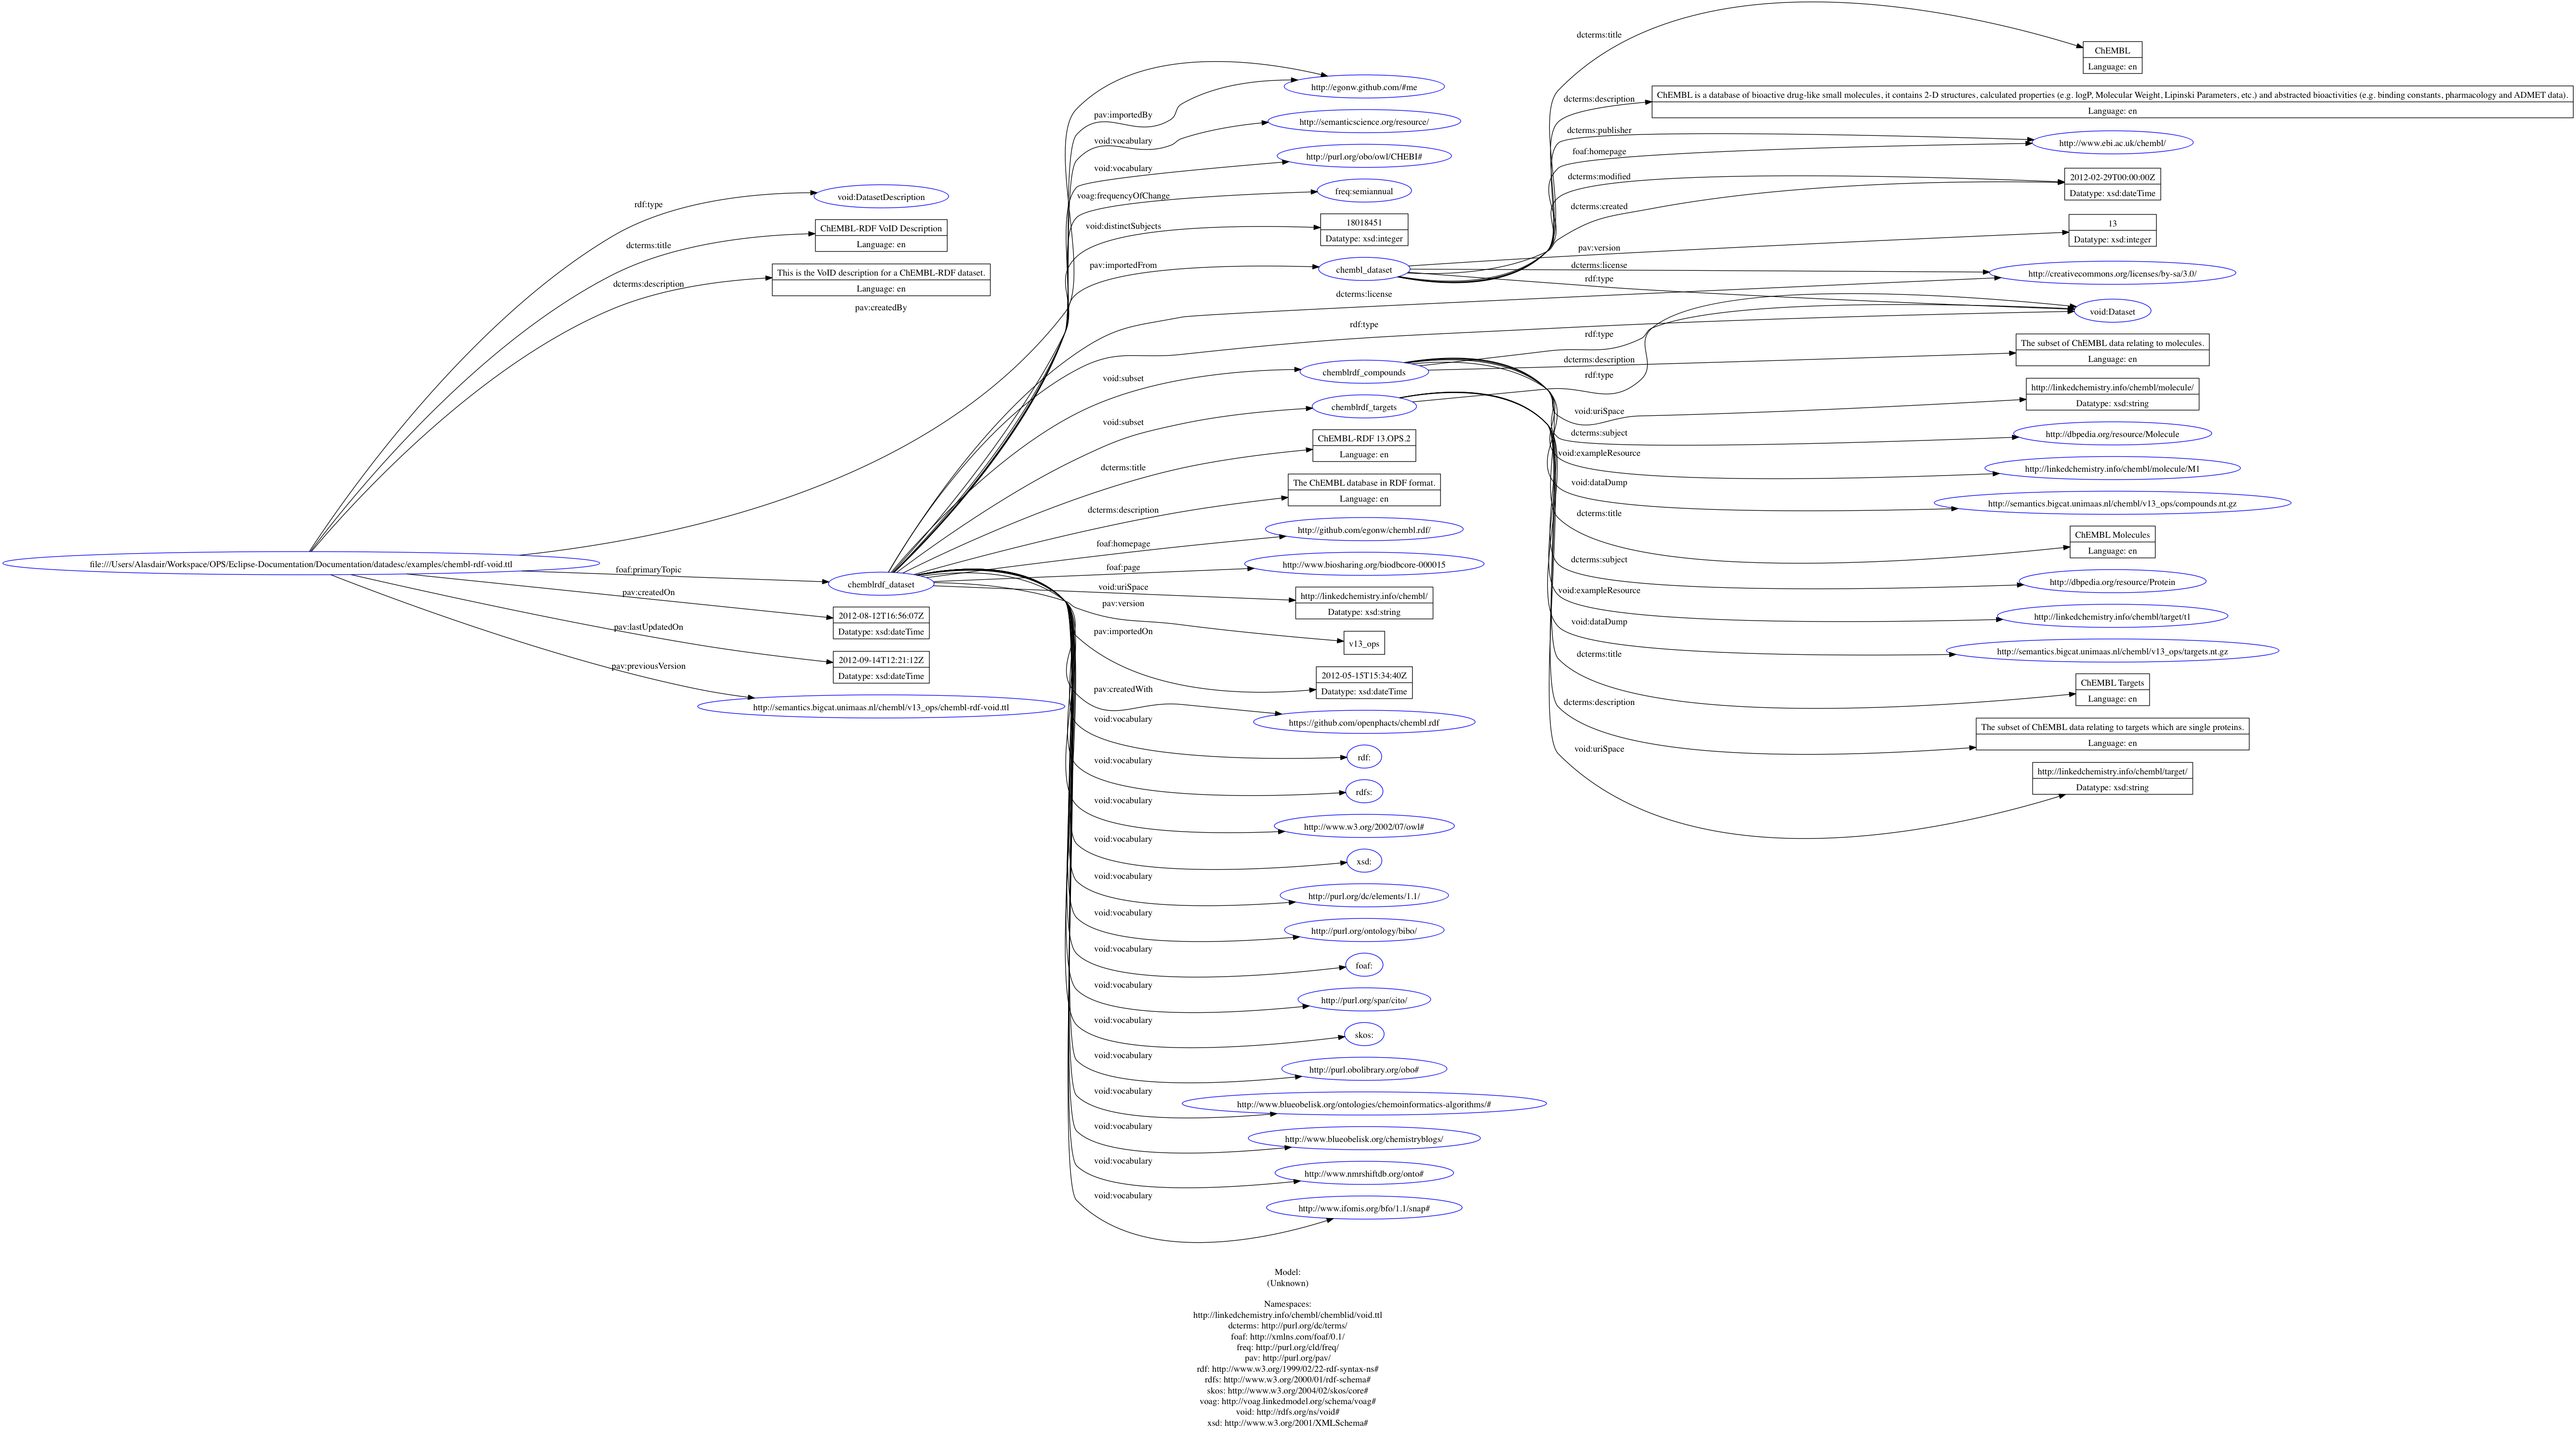 file:///Users/Alasdair/Workspace/OPS/Eclipse-Documentation/Documentation/datadesc/examples/chembl-rdf-void.ttl
rdf:type
dcterms:title
dcterms:description
pav:createdBy
foaf:primaryTopic
pav:createdOn
pav:lastUpdatedOn
pav:previousVersion
void:DatasetDescription
ChEMBL-RDF VoID Description
Language: en
This is the VoID description for a ChEMBL-RDF dataset.
Language: en
chemblrdf_dataset
2012-08-12T16:56:07Z
Datatype: xsd:dateTime
2012-09-14T12:21:12Z
Datatype: xsd:dateTime
http://semantics.bigcat.unimaas.nl/chembl/v13_ops/chembl-rdf-void.ttl
pav:importedBy
void:vocabulary
void:vocabulary
voag:frequencyOfChange
void:distinctSubjects
pav:importedFrom
dcterms:license
rdf:type
void:subset
void:subset
dcterms:title
dcterms:description
foaf:homepage
foaf:page
void:uriSpace
pav:version
pav:importedOn
pav:createdWith
void:vocabulary
void:vocabulary
void:vocabulary
void:vocabulary
void:vocabulary
void:vocabulary
void:vocabulary
void:vocabulary
void:vocabulary
void:vocabulary
void:vocabulary
void:vocabulary
void:vocabulary
void:vocabulary
http://egonw.github.com/#me
http://semanticscience.org/resource/
http://purl.org/obo/owl/CHEBI#
freq:semiannual
18018451
Datatype: xsd:integer
chembl_dataset
chemblrdf_compounds
chemblrdf_targets
ChEMBL-RDF 13.OPS.2
Language: en
The ChEMBL database in RDF format.
Language: en
http://github.com/egonw/chembl.rdf/
http://www.biosharing.org/biodbcore-000015
http://linkedchemistry.info/chembl/
Datatype: xsd:string
v13_ops
2012-05-15T15:34:40Z
Datatype: xsd:dateTime
https://github.com/openphacts/chembl.rdf
rdf:
rdfs:
http://www.w3.org/2002/07/owl#
xsd:
http://purl.org/dc/elements/1.1/
http://purl.org/ontology/bibo/
foaf:
http://purl.org/spar/cito/
skos:
http://purl.obolibrary.org/obo#
http://www.blueobelisk.org/ontologies/chemoinformatics-algorithms/#
http://www.blueobelisk.org/chemistryblogs/
http://www.nmrshiftdb.org/onto#
http://www.ifomis.org/bfo/1.1/snap#
dcterms:title
dcterms:description
dcterms:publisher
foaf:homepage
dcterms:modified
dcterms:created
pav:version
dcterms:license
rdf:type
rdf:type
dcterms:description
rdf:type
void:uriSpace
dcterms:subject
void:exampleResource
void:dataDump
dcterms:title
dcterms:subject
void:exampleResource
void:dataDump
dcterms:title
dcterms:description
void:uriSpace
ChEMBL
Language: en
ChEMBL is a database of bioactive drug-like small molecules, it contains 2-D structures, calculated properties (e.g. logP, Molecular Weight, Lipinski Parameters, etc.) and abstracted bioactivities (e.g. binding constants, pharmacology and ADMET data).
Language: en
http://www.ebi.ac.uk/chembl/
2012-02-29T00:00:00Z
Datatype: xsd:dateTime
13
Datatype: xsd:integer
http://creativecommons.org/licenses/by-sa/3.0/
void:Dataset
The subset of ChEMBL data relating to molecules.
Language: en
http://linkedchemistry.info/chembl/molecule/
Datatype: xsd:string
http://dbpedia.org/resource/Molecule
http://linkedchemistry.info/chembl/molecule/M1
http://semantics.bigcat.unimaas.nl/chembl/v13_ops/compounds.nt.gz
ChEMBL Molecules
Language: en
http://dbpedia.org/resource/Protein
http://linkedchemistry.info/chembl/target/t1
http://semantics.bigcat.unimaas.nl/chembl/v13_ops/targets.nt.gz
ChEMBL Targets
Language: en
The subset of ChEMBL data relating to targets which are single proteins.
Language: en
http://linkedchemistry.info/chembl/target/
Datatype: xsd:string
Model:
(Unknown)
Namespaces:
http://linkedchemistry.info/chembl/chemblid/void.ttl
dcterms: http://purl.org/dc/terms/
foaf: http://xmlns.com/foaf/0.1/
freq: http://purl.org/cld/freq/
pav: http://purl.org/pav/
rdf: http://www.w3.org/1999/02/22-rdf-syntax-ns#
rdfs: http://www.w3.org/2000/01/rdf-schema#
skos: http://www.w3.org/2004/02/skos/core#
voag: http://voag.linkedmodel.org/schema/voag#
void: http://rdfs.org/ns/void#
xsd: http://www.w3.org/2001/XMLSchema#